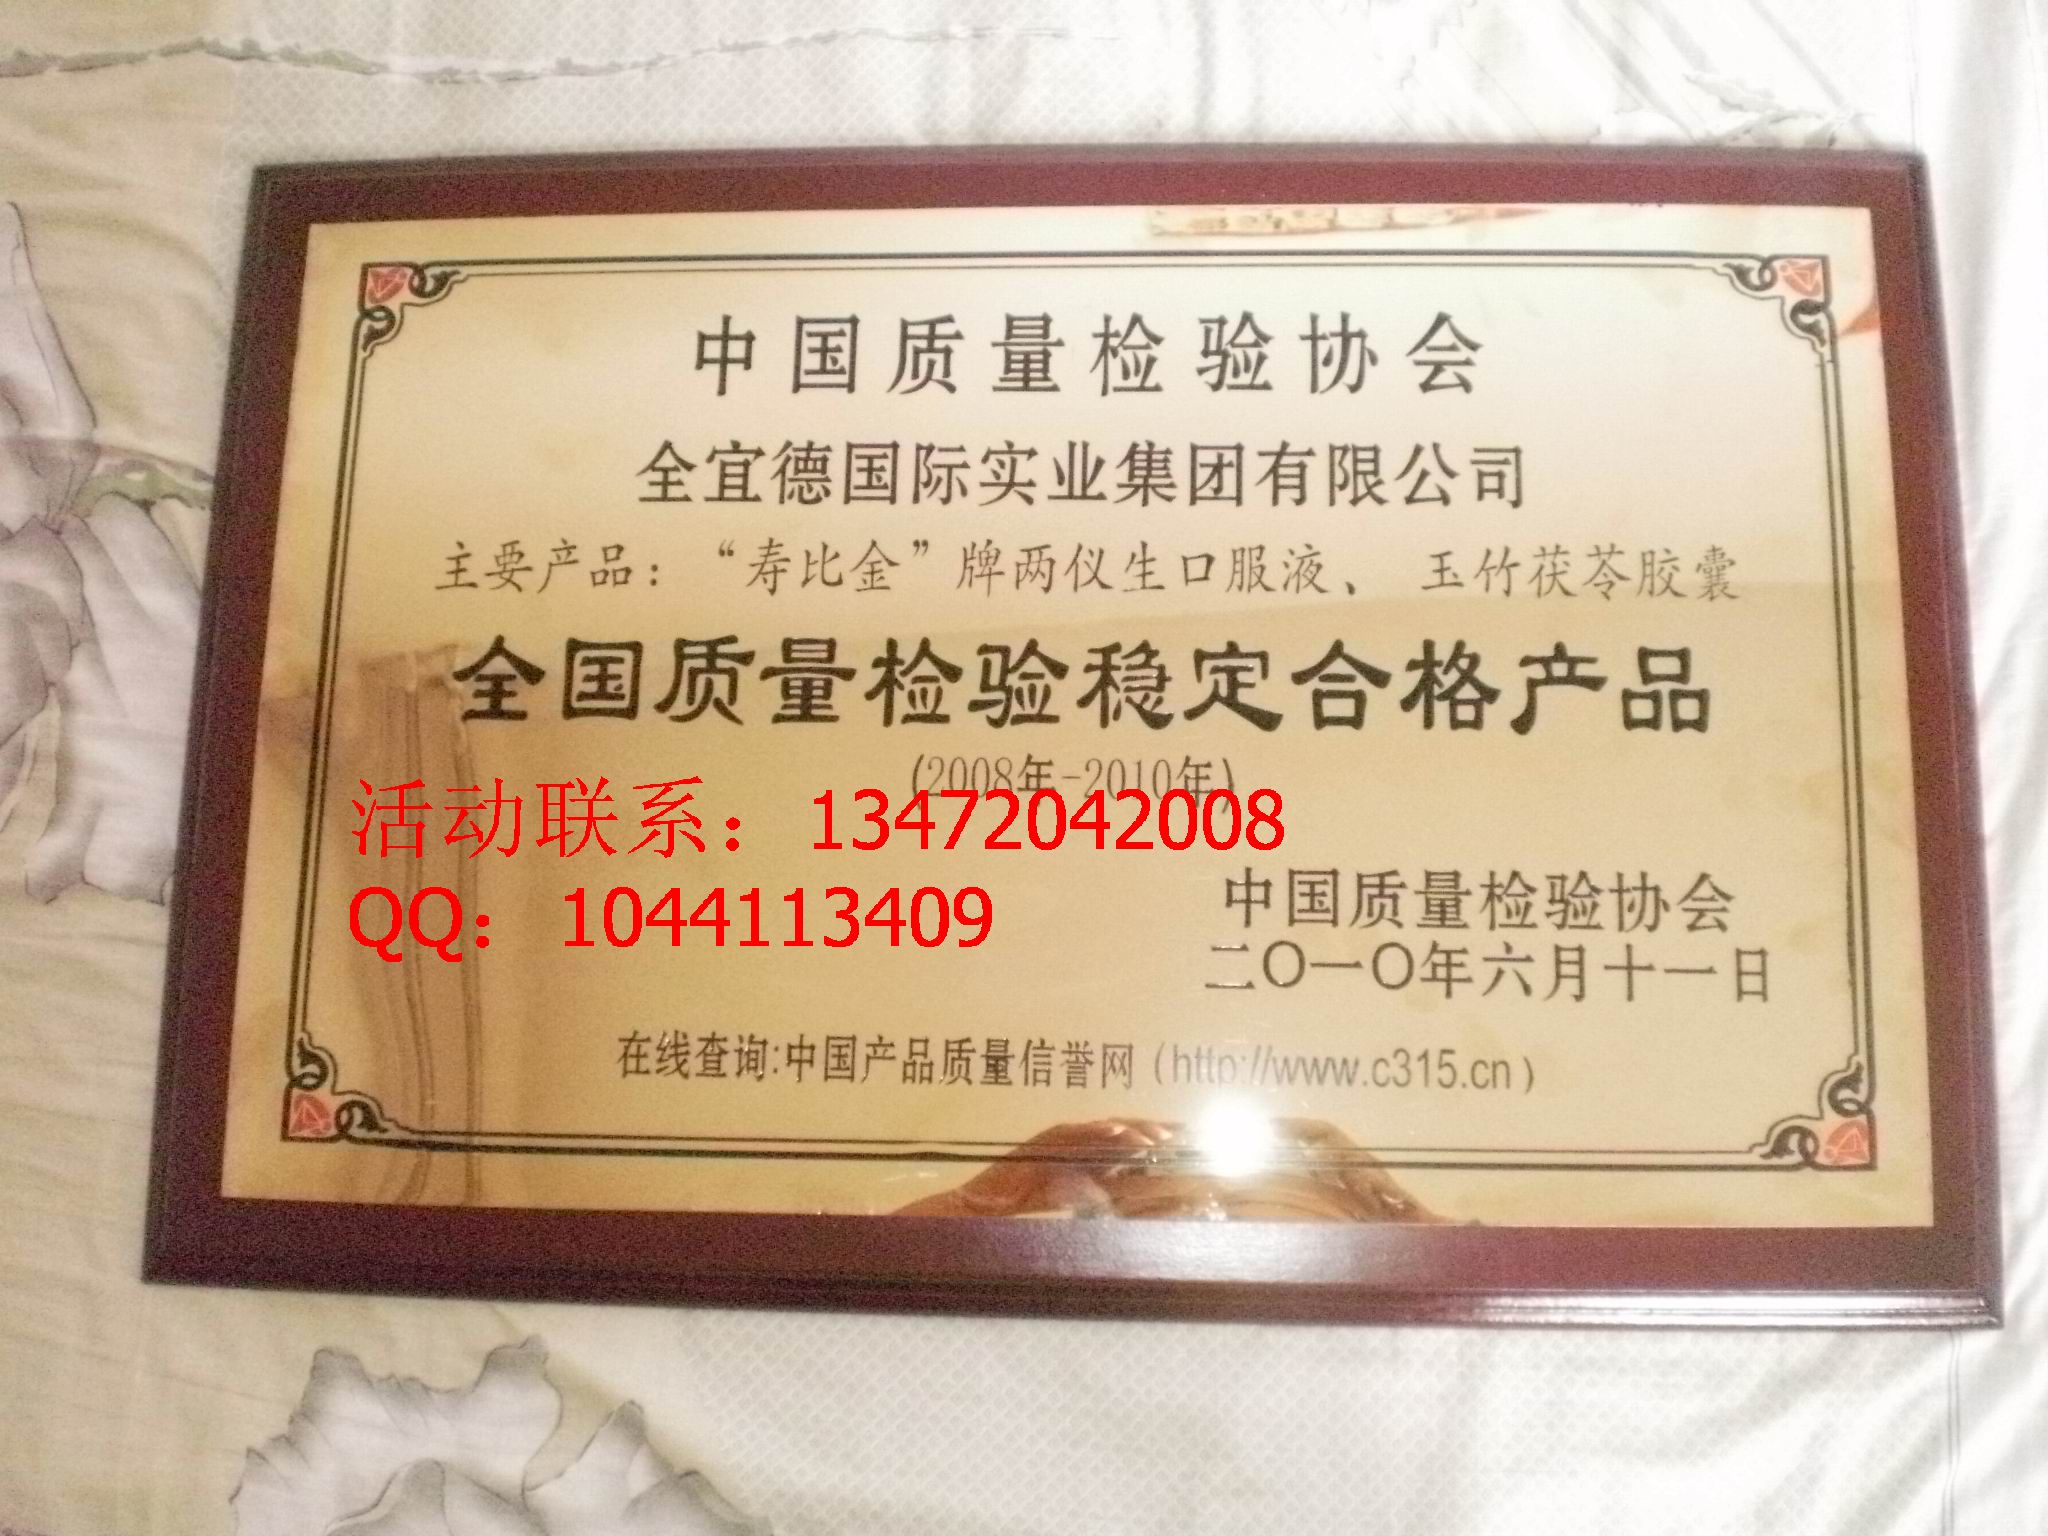 中国质量检验协会
全宜德国际实业集团有限公司
主要产品：“寿比金”牌两仪生口服液、 玉竹茯苓胶囊
全国质量检验稳定合格产品
(2008年-2010年)
活动联系：13472042008
QQ：1044113409
中国质量检验协会
二〇一〇年六月十一日
在线查询:中国产品质量信誉网（http://www.c315.cn）